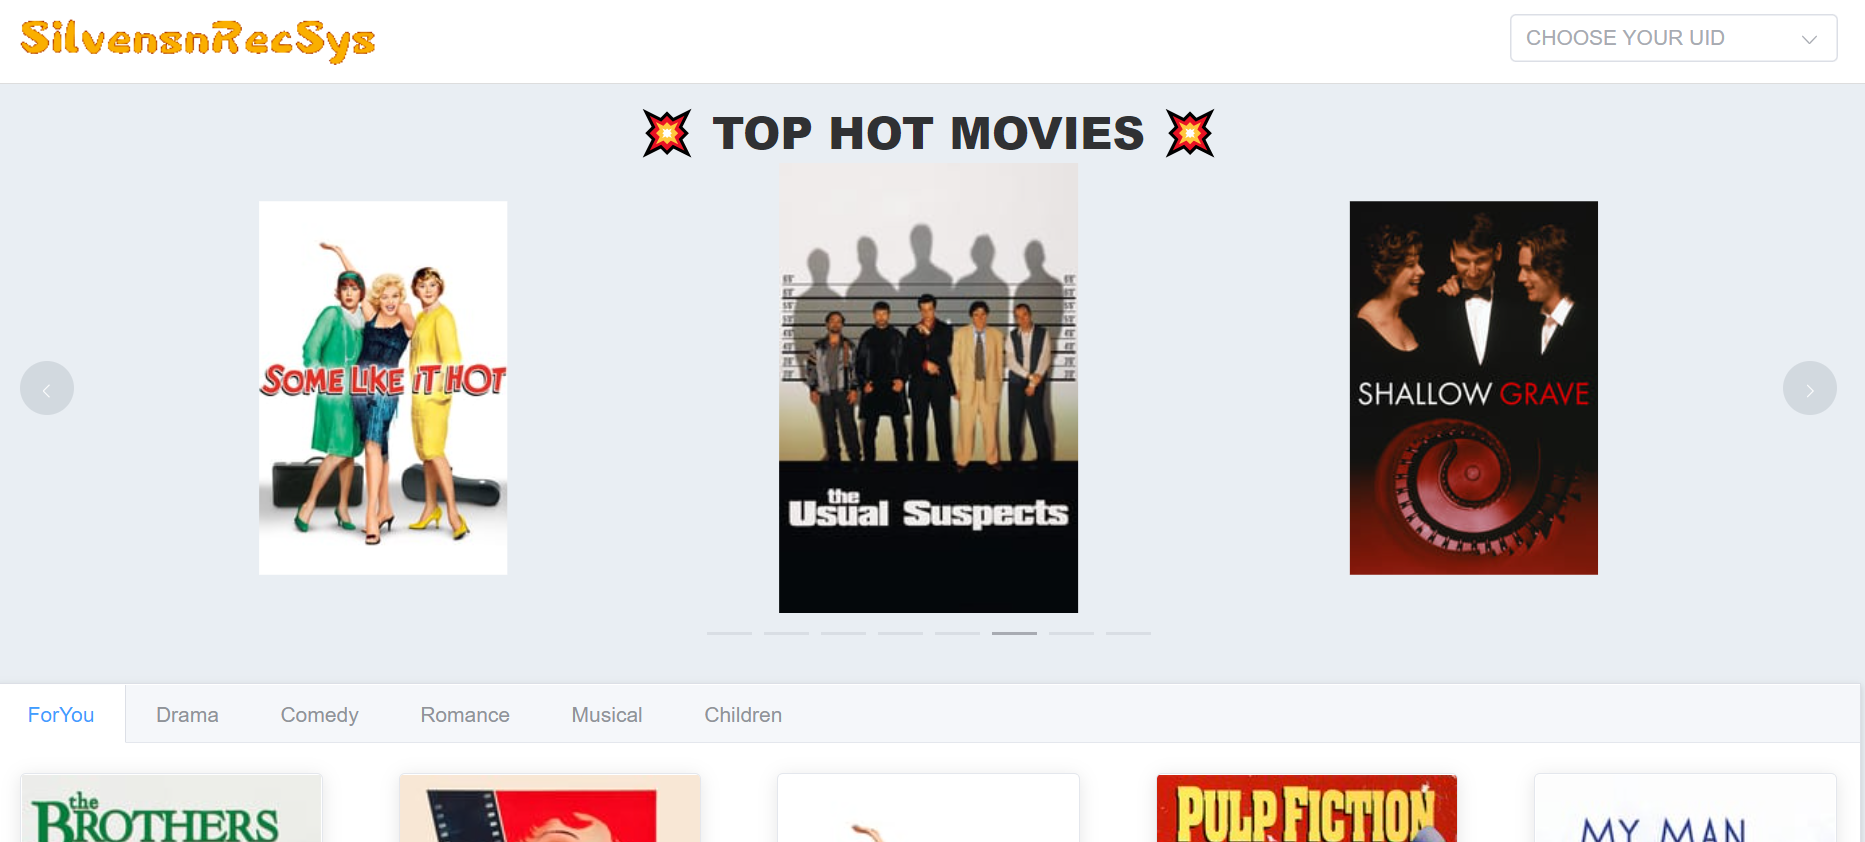 SilvensnRecSys
CHOOSE YOUR UID
💥 TOP HOT MOVIES 💥
SOME LIKE IT HOT
the
Usual Suspects
SHALLOW GRAVE
ForYou
Drama
Comedy
Romance
Musical
Children
the
BROTHERS
PULP FICTION
MY MAN